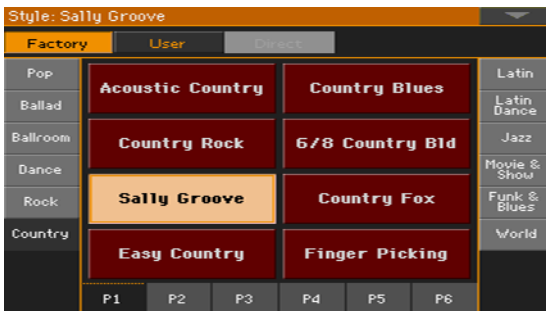 Style: Sally Groove
Factory
User
Direct
Pop
Ballad
Ballroom
Dance
Rock
Country
Acoustic Country
Country Blues
Country Rock
6/8 Country Bld
Sally Groove
Country Fox
Easy Country
Finger Picking
Latin
Latin
Dance
Jazz
Movie &
Show
Funk &
Blues
World
P1
P2
P3
P4
P5
P6